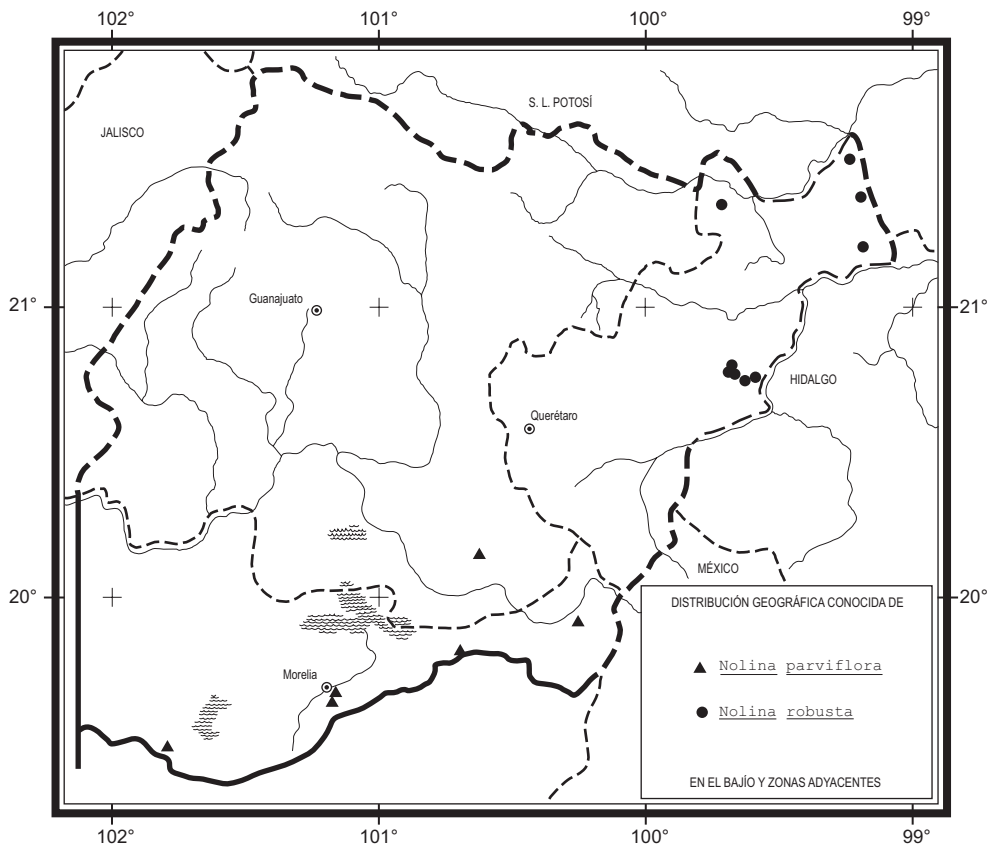 102° 101° 100° 99°
S. L. POTOSÍ
JALISCO
Guanajuato
21° 21°
HIDALGO
Querétaro
MÉXICO
20° 20°
DISTRIBUCIÓN GEOGRÁFICA CONOCIDA DE
Nolina parviflora
Morelia
Nolina robusta
EN EL BAJÍO Y ZONAS ADYACENTES
102° 101° 100° 99°